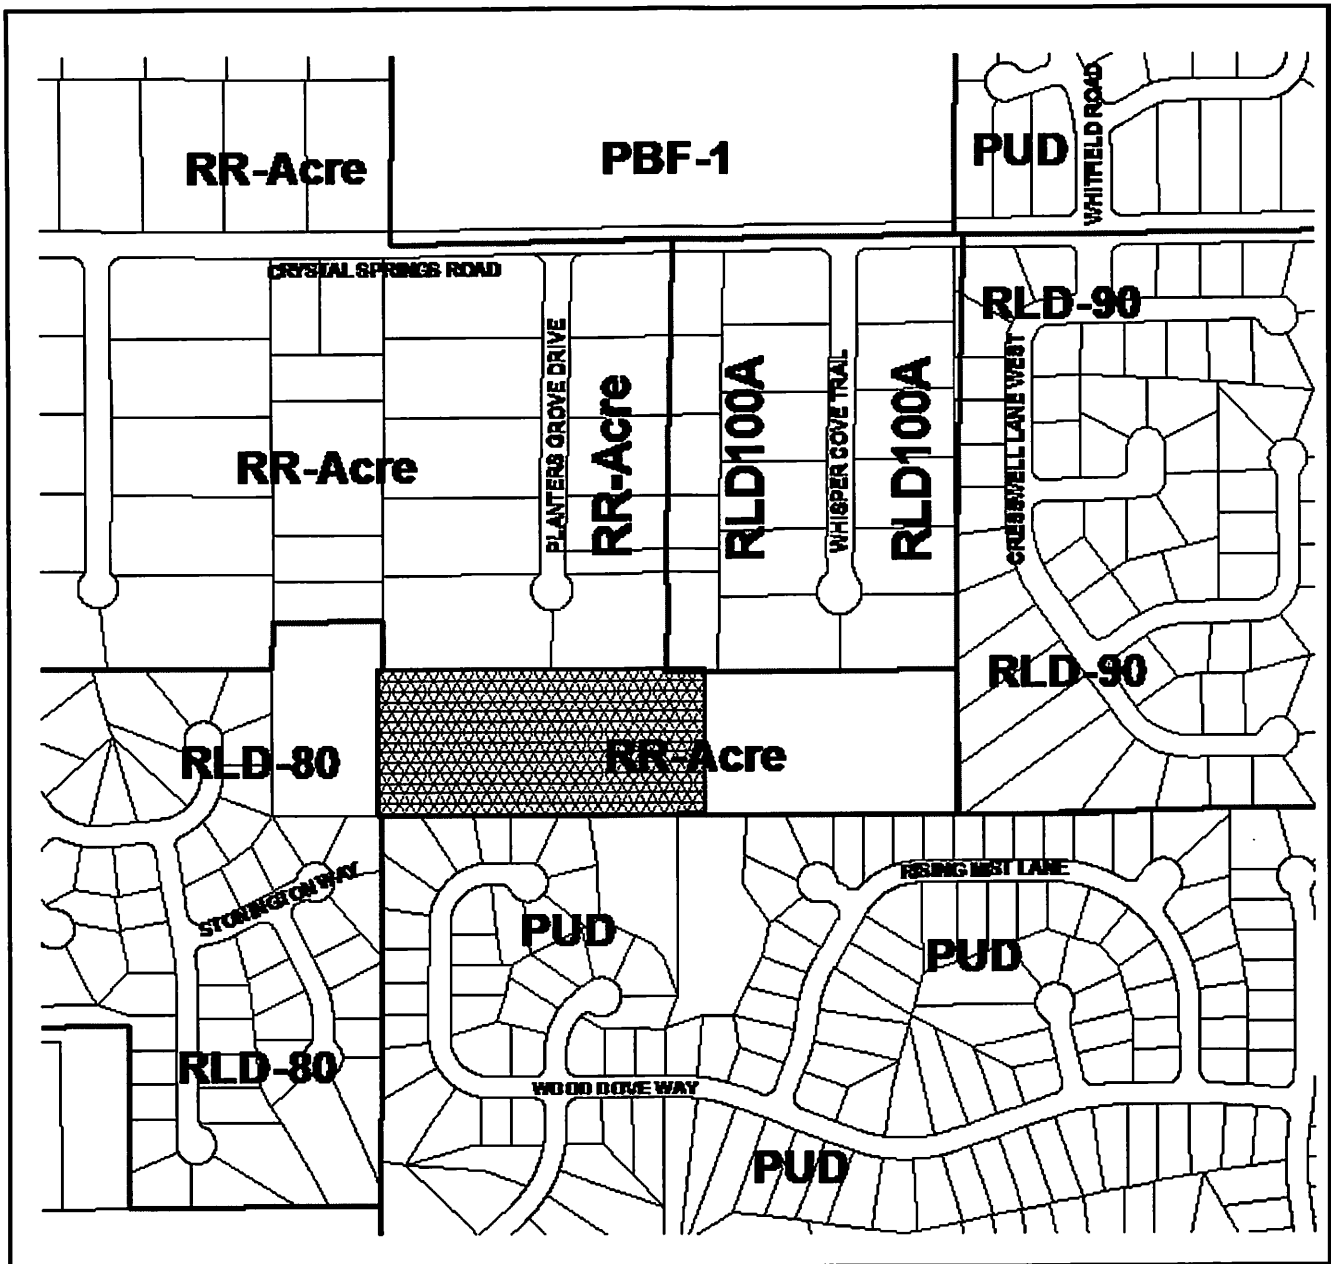 RR-Acre
PBF-1
PUD
WHITFIELD ROAD
CRYSTAL SPRINGS ROAD
RLD-90
PLANTERS GROVE DRIVE
RR-Acre
RLD100A
WHISPER COVE TRAIL
RLD100A
CRESSWELL LANE WEST
RR-Acre
RLD-90
RLD-80
RR-Acre
STONINGTON WAY
RISING MIST LANE
PUD
PUD
RLD-80
WOOD DOVE WAY
PUD